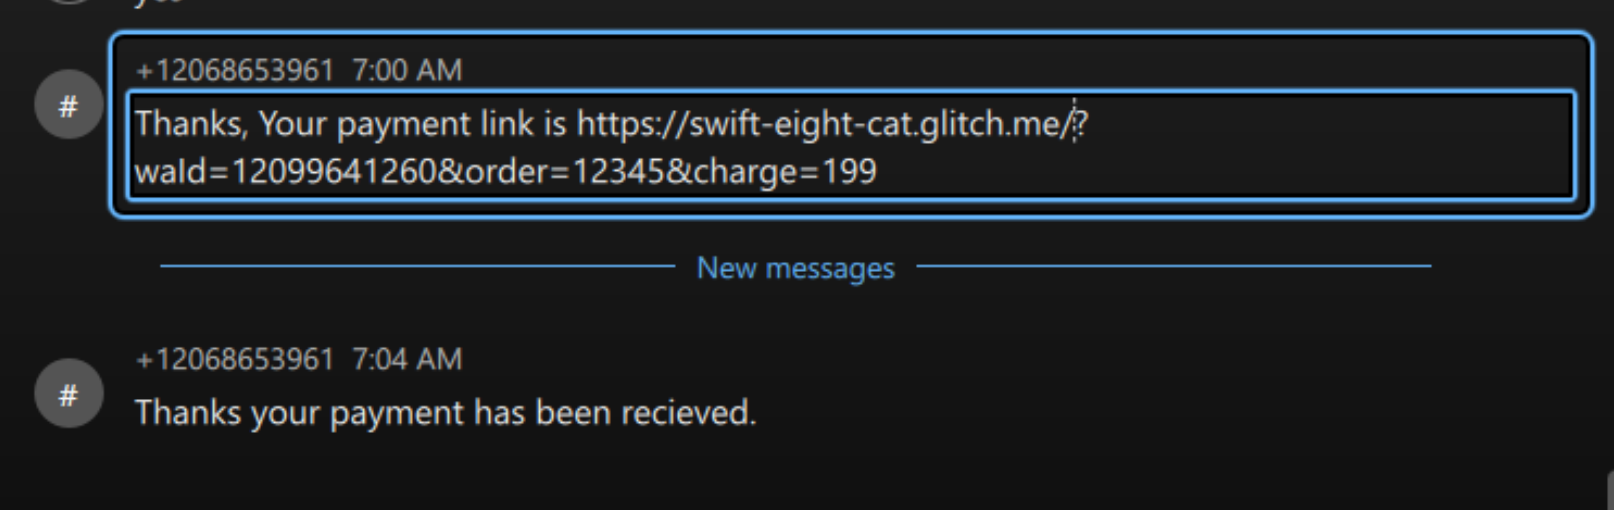 +12068653961 7:00 AM
#
Thanks, Your payment link is https://swift-eight-cat.glitch.me/?
waId=12099641260&order=12345&charge=199
New messages
+12068653961 7:04 AM
#
Thanks your payment has been recieved.